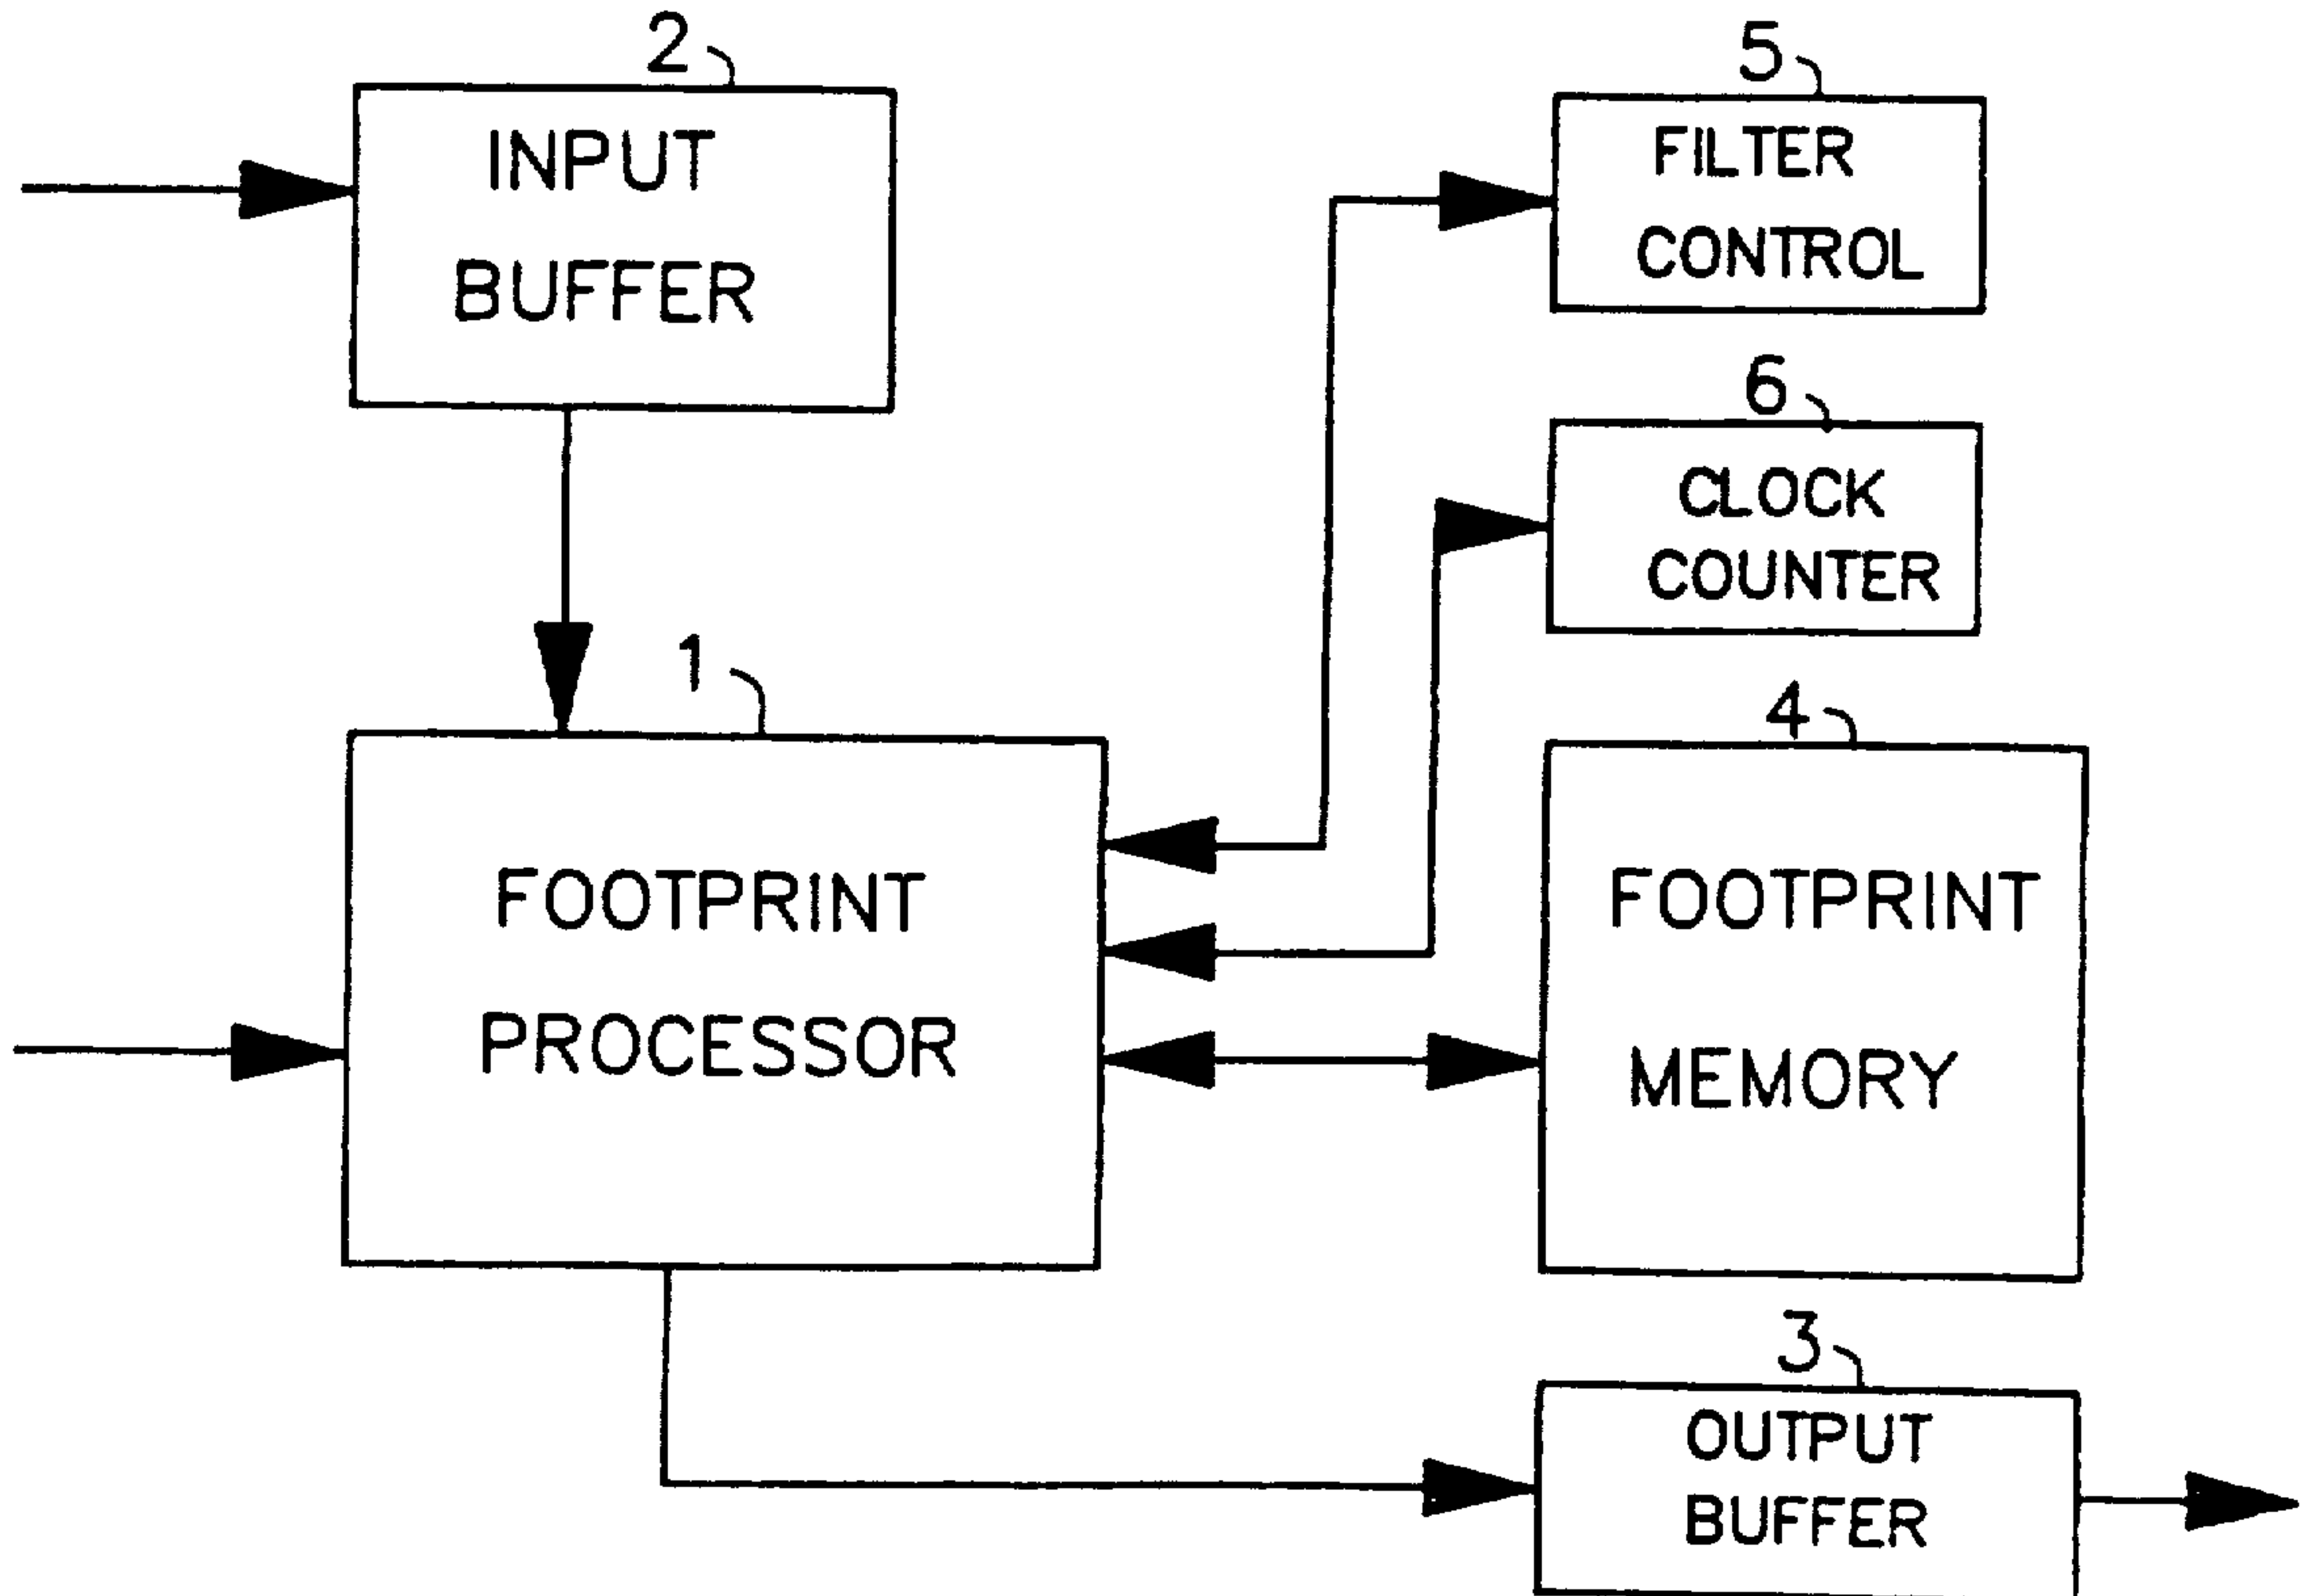 2
INPUT
BUFFER
5
FILTER
CONTROL
6
CLOCK
COUNTER
1
FOOTPRINT
PROCESSOR
4
FOOTPRINT
MEMORY
3
OUTPUT
BUFFER